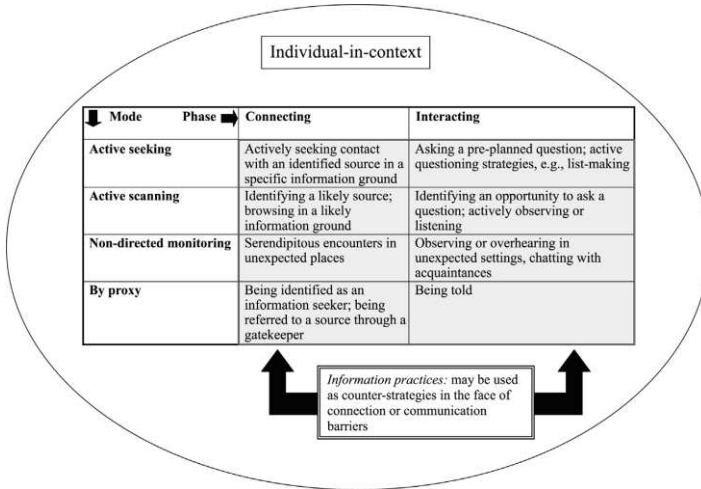 Individual-in-context
Mode Phase Connecting Interacting
Active seeking
Actively seeking contact
with an identified source in a
specific information ground
Asking a pre-planned question; active
questioning strategies, e.g., list-making
Active scanning
Identifying a likely source;
browsing in a likely
information ground
Identifying an opportunity to ask a
question; actively observing or
listening
Non-directed monitoring
Serendipitous encounters in
unexpected places
Observing or overhearing in
unexpected settings, chatting with
acquaintances
By proxy
Being identified as an
information seeker; being
referred to a source through a
gatekeeper
Being told
Information practices: may be used
as counter-strategies in the face of
connection or communication
barriers